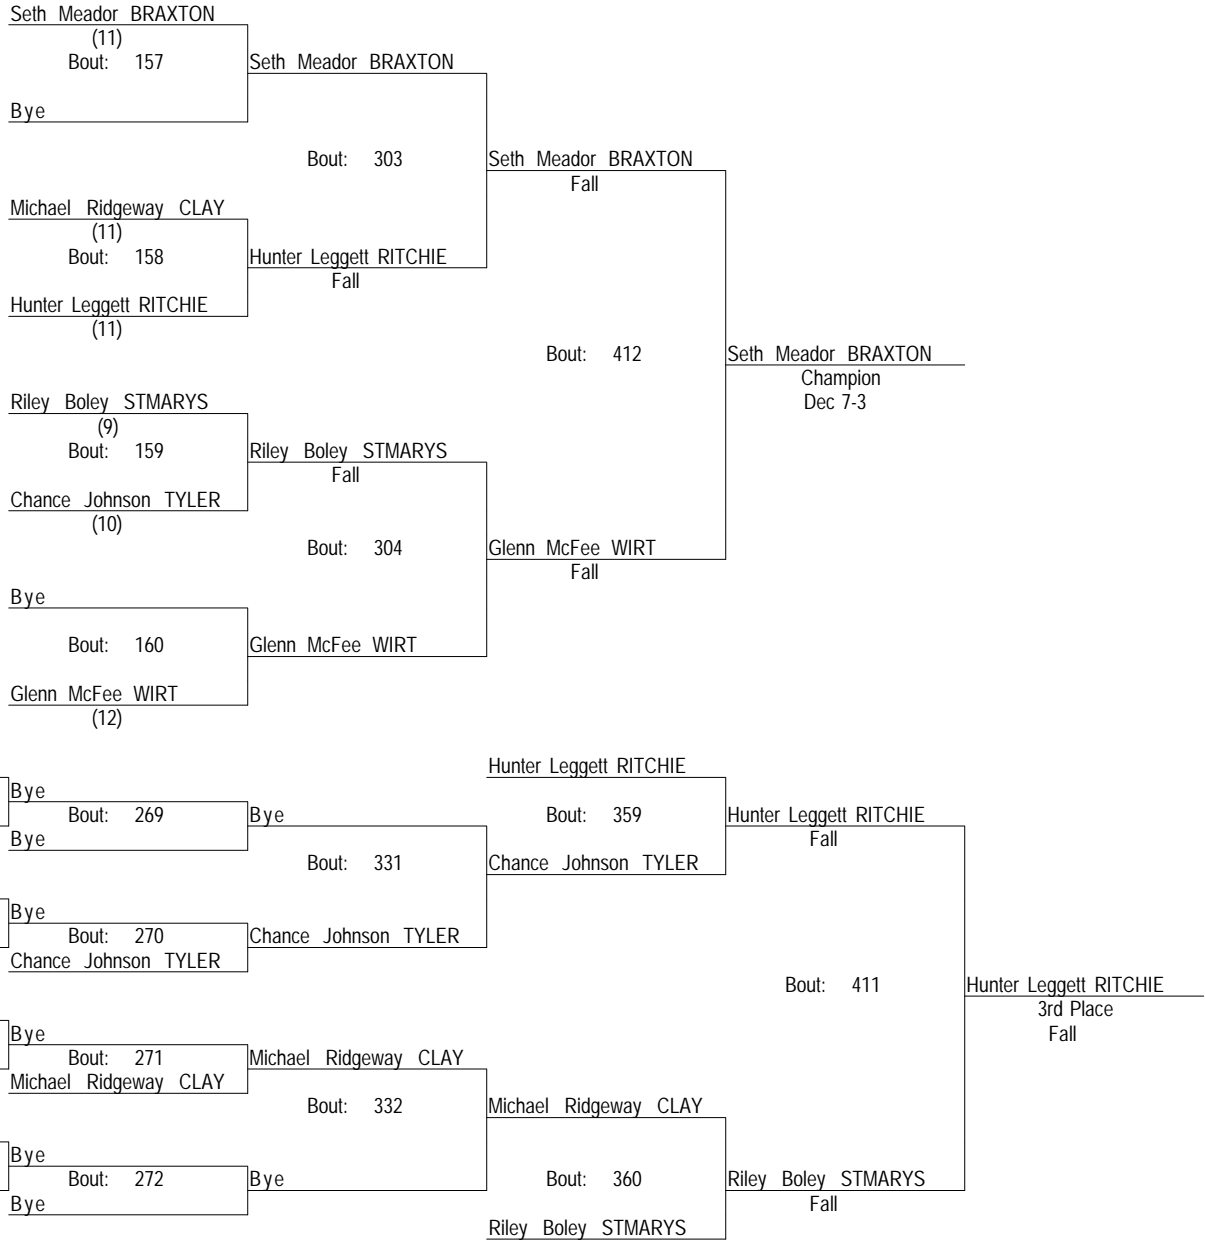 Seth Meador BRAXTON
(11)
Bout: 157
Seth Meador BRAXTON
Bye
Bout: 303
Seth Meador BRAXTON
Fall
Michael Ridgeway CLAY
(11)
Bout: 158
Hunter Leggett RITCHIE
Fall
Hunter Leggett RITCHIE
(11)
Bout: 412
Seth Meador BRAXTON
Champion
Dec 7-3
Riley Boley STMARYS
(9)
Bout: 159
Riley Boley STMARYS
Fall
Chance Johnson TYLER
(10)
Bout: 304
Glenn McFee WIRT
Fall
Bye
Bout: 160
Glenn McFee WIRT
Glenn McFee WIRT
(12)
Hunter Leggett RITCHIE
Bye
Bout: 269
Bye
Bout: 359
Hunter Leggett RITCHIE
Fall
Bye
Bout: 331
Chance Johnson TYLER
Bye
Bout: 270
Chance Johnson TYLER
Chance Johnson TYLER
Bout: 411
Hunter Leggett RITCHIE
3rd Place
Fall
Bye
Bout: 271
Michael Ridgeway CLAY
Michael Ridgeway CLAY
Bout: 332
Michael Ridgeway CLAY
Bye
Bout: 272
Bye
Bout: 360
Riley Boley STMARYS
Fall
Bye
Riley Boley STMARYS